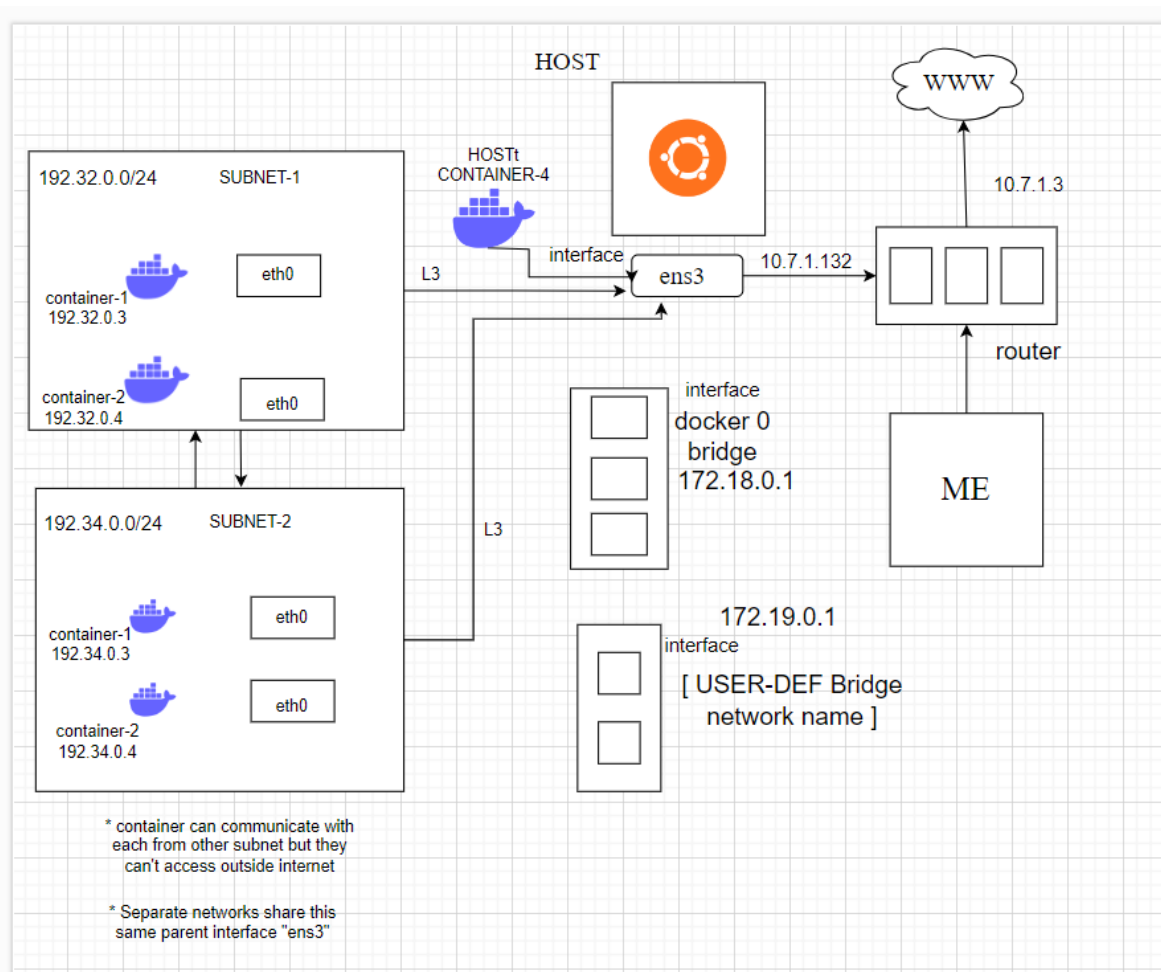 HOST
WWW
10.7.1.3
HOSTt
CONTAINER-4
192.32.0.0/24
SUBNET-1
eth0
container-1
192.32.0.3
container-2
192.32.0.4
eth0
L3
interface
ens3
10.7.1.132
router
ME
interface
docker 0
bridge
172.18.0.1
192.34.0.0/24
SUBNET-2
L3
eth0
container-1
192.34.0.3
eth0
container-2
192.34.0.4
172.19.0.1
interface
[ USER-DEF Bridge
network name ]
* container can communicate with
each from other subnet but they
can't access outside internet
* Separate networks share this
same parent interface "ens3"